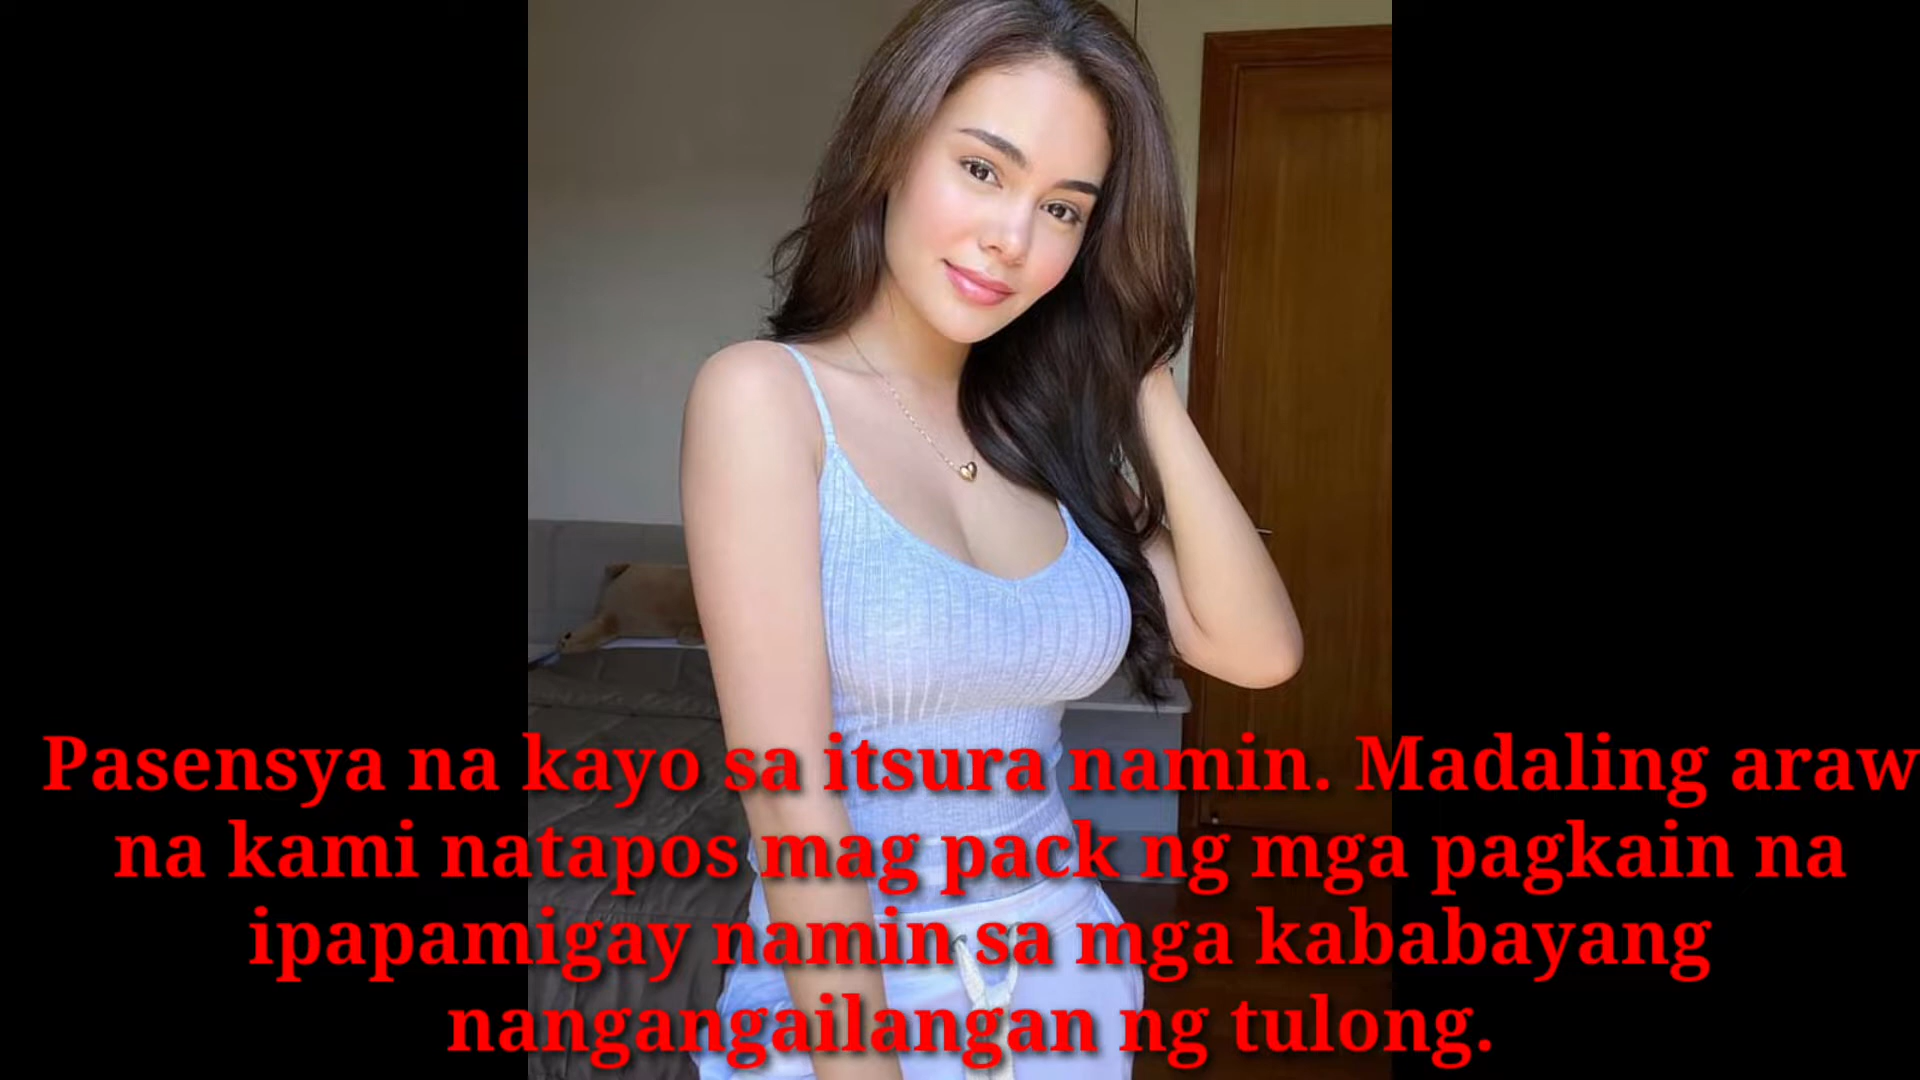 Pasensya na kayo sa itsura namin. Madaling araw
na kami natapos mag pack ng mga pagkain na
ipapamigay namin sa mga kababayang
nangangailangan ng tulong.